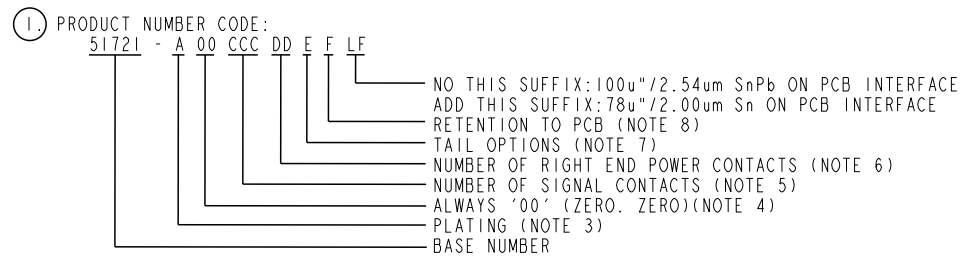 1. PRODUCT NUMBER CODE:
51721 - A 00 CCC DD E F LF
NO THIS SUFFIX:100u"/2.54um SnPb ON PCB INTERFACE
ADD THIS SUFFIX:78u"/2.00um Sn ON PCB INTERFACE
RETENTION TO PCB (NOTE 8)
TAIL OPTIONS (NOTE 7)
NUMBER OF RIGHT END POWER CONTACTS (NOTE 6)
NUMBER OF SIGNAL CONTACTS (NOTE 5)
ALWAYS '00' (ZERO. ZERO)(NOTE 4)
PLATING (NOTE 3)
BASE NUMBER